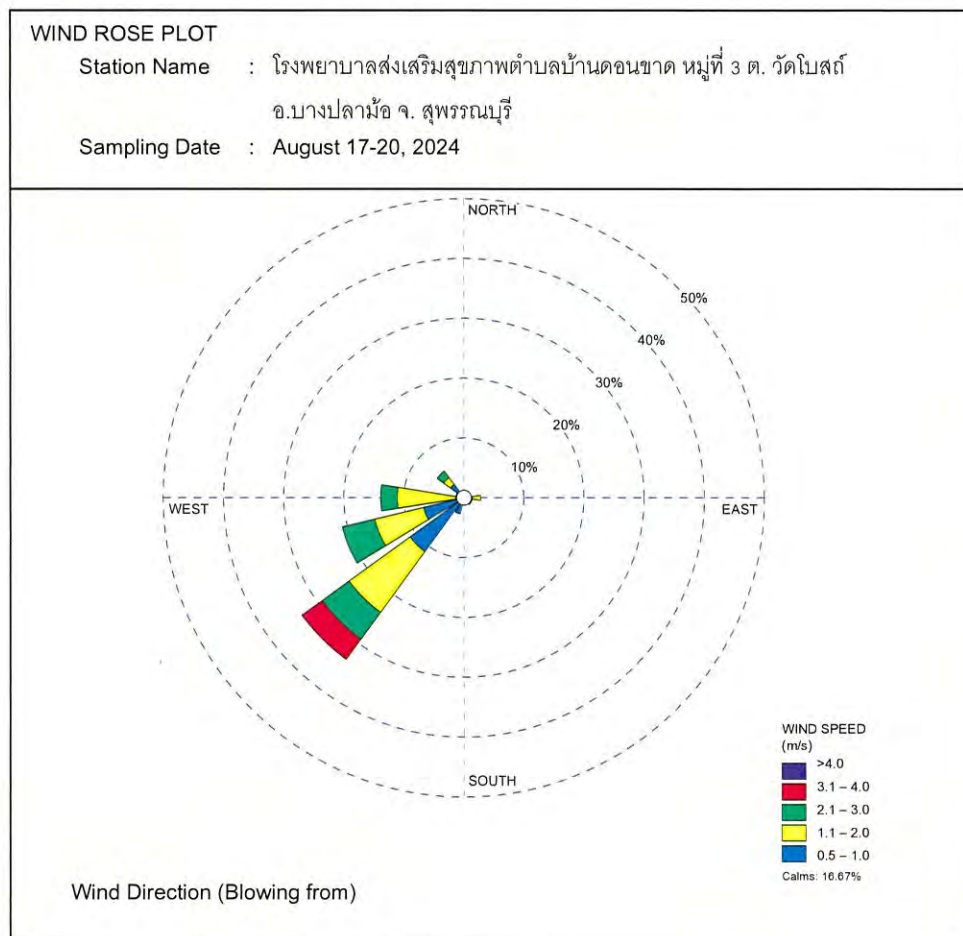 WIND ROSE PLOT
Station Name : โรงพยาบาลส่งเสริมสุขภาพตำบลบ้านดอนขาด หมู่ที่ 3 ต. วัดโบสถ์
อ.บางปลาม้อ จ. สุพรรณบุรี
Sampling Date : August 17-20, 2024
NORTH
50%
40%
30%
20%
10%
WEST
EAST
SOUTH
WIND SPEED
(m/s)
>4.0
3.1 – 4.0
2.1 – 3.0
1.1 – 2.0
0.5 – 1.0
Calms: 16.67%
Wind Direction (Blowing from)